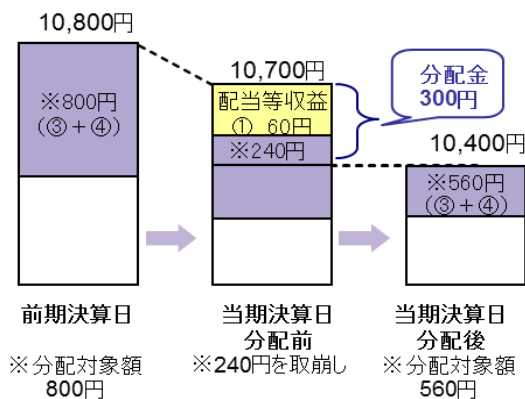 10,800円
※800円
(③+④)
10,700円
配当等収益
① 60円
※240円
分配金
300円
10,400円
※560円
(③+④)
前期決算日
※分配対象額
800円
当期決算日
分配前
※240円を取崩し
当期決算日
分配後
※分配対象額
560円